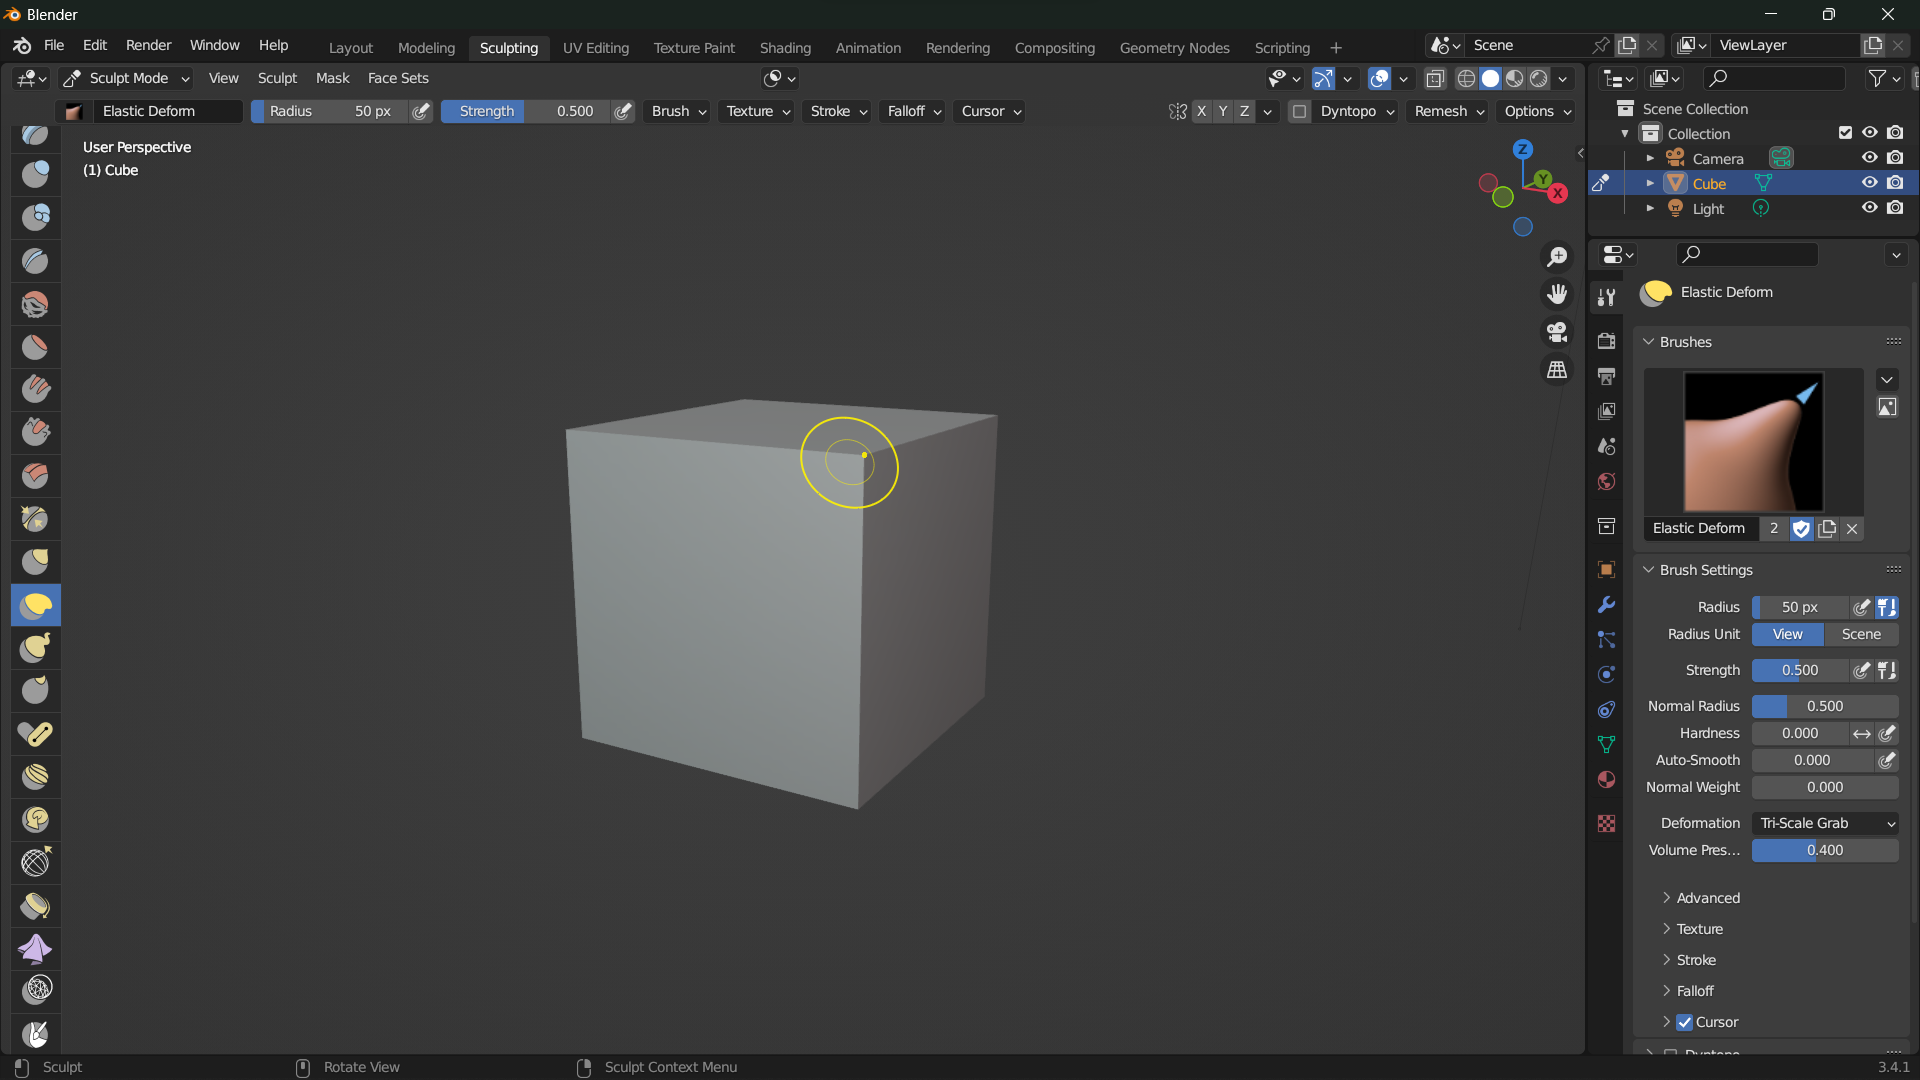 Blender
File Edit Render Window Help Layout Modeling Sculpting UV Editing Texture Paint Shading Animation Rendering Compositing Geometry Nodes Scripting + Scene ViewLayer
Sculpt Mode View Sculpt Mask Face Sets
Elastic Deform Radius 50 px Strength 0.500 Brush Texture Stroke Falloff Cursor X Y Z Dyntopo Remesh Options
User Perspective
(1) Cube
Z
Y
X
Scene Collection
Collection
Camera
Cube
Light
Elastic Deform
Brushes
Elastic Deform 2
Brush Settings
Radius 50 px
Radius Unit View Scene
Strength 0.500
Normal Radius 0.500
Hardness 0.000
Auto-Smooth 0.000
Normal Weight 0.000
Deformation Tri-Scale Grab
Volume Pres... 0.400
Advanced
Texture
Stroke
Falloff
Cursor
Dyntopo
Sculpt Rotate View Sculpt Context Menu 3.4.1